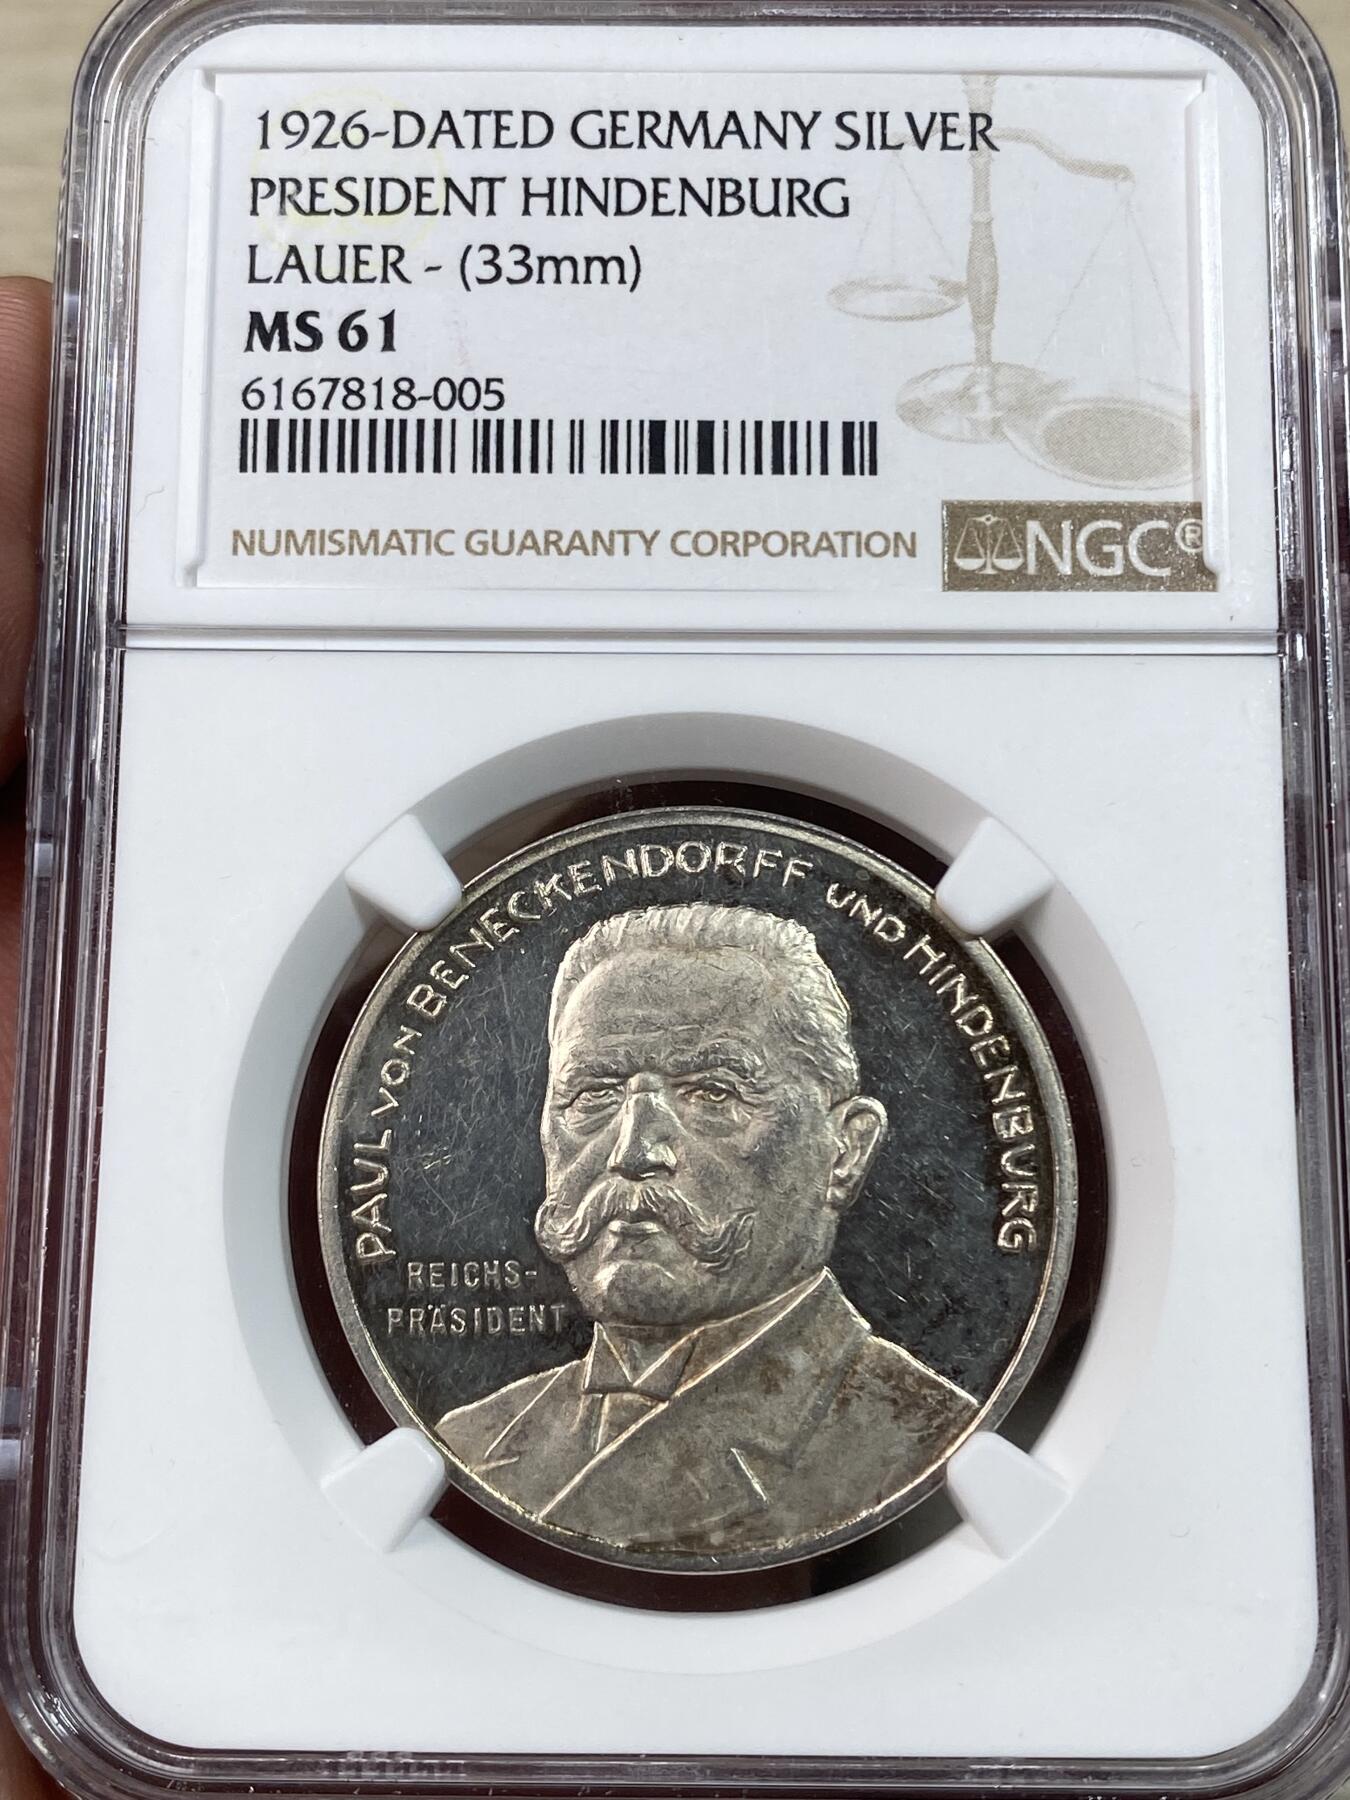 1926-DATED GERMANY SILVER
PRESIDENT HINDENBURG
LAUER - (33mm)
MS 61
6167818-005
NUMISMATIC GUARANTY CORPORATION
NGC®
PAUL VON BENECKENDORFF UND HINDENBURG
REICHS-
PRÄSIDENT